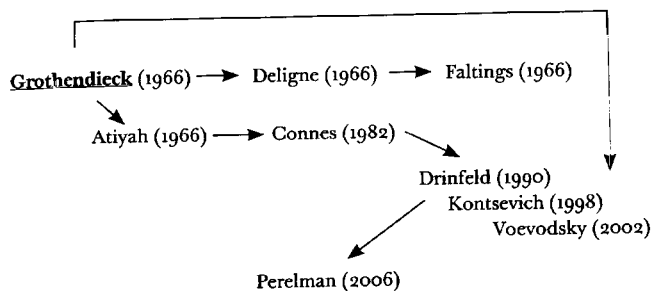 Grothendieck (1966) Deligne (1966) Faltings (1966)
Atiyah (1966) Connes (1982)
Drinfeld (1990)
Kontsevich (1998)
Voevodsky (2002)
Perelman (2006)